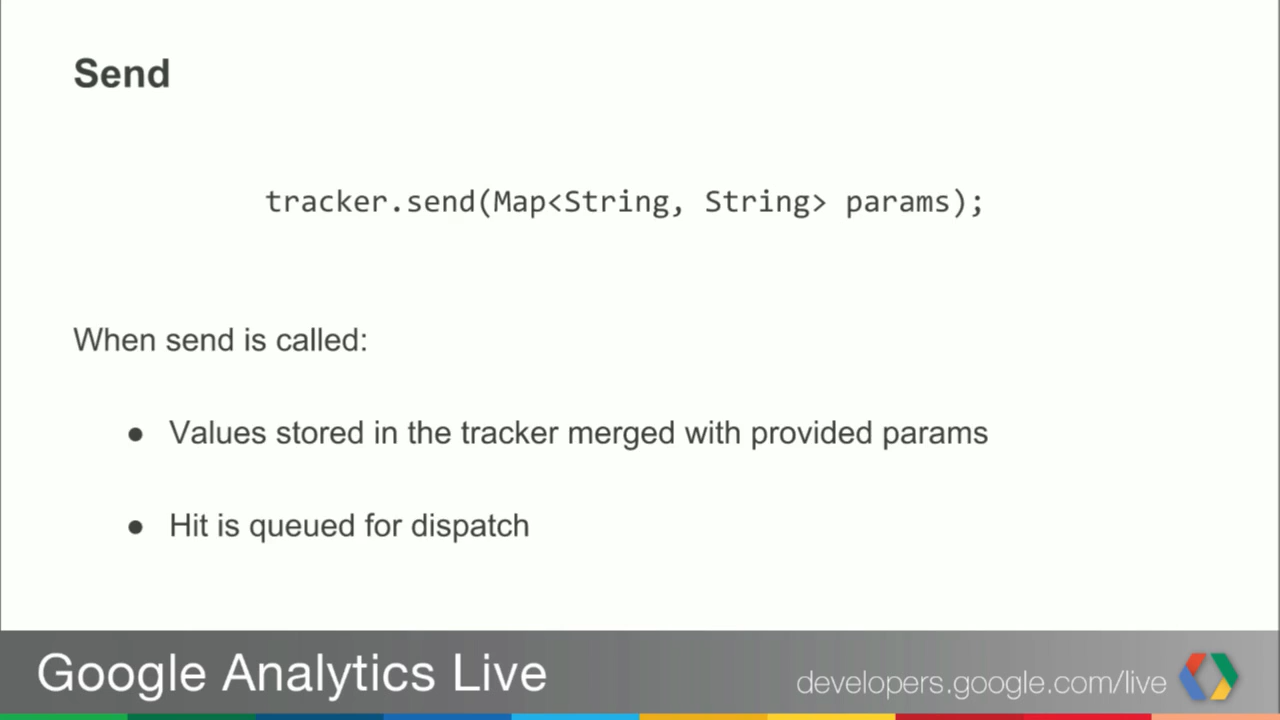 Send
tracker.send(Map<String, String> params);
When send is called:
● Values stored in the tracker merged with provided params
● Hit is queued for dispatch
Google Analytics Live
developers.google.com/live